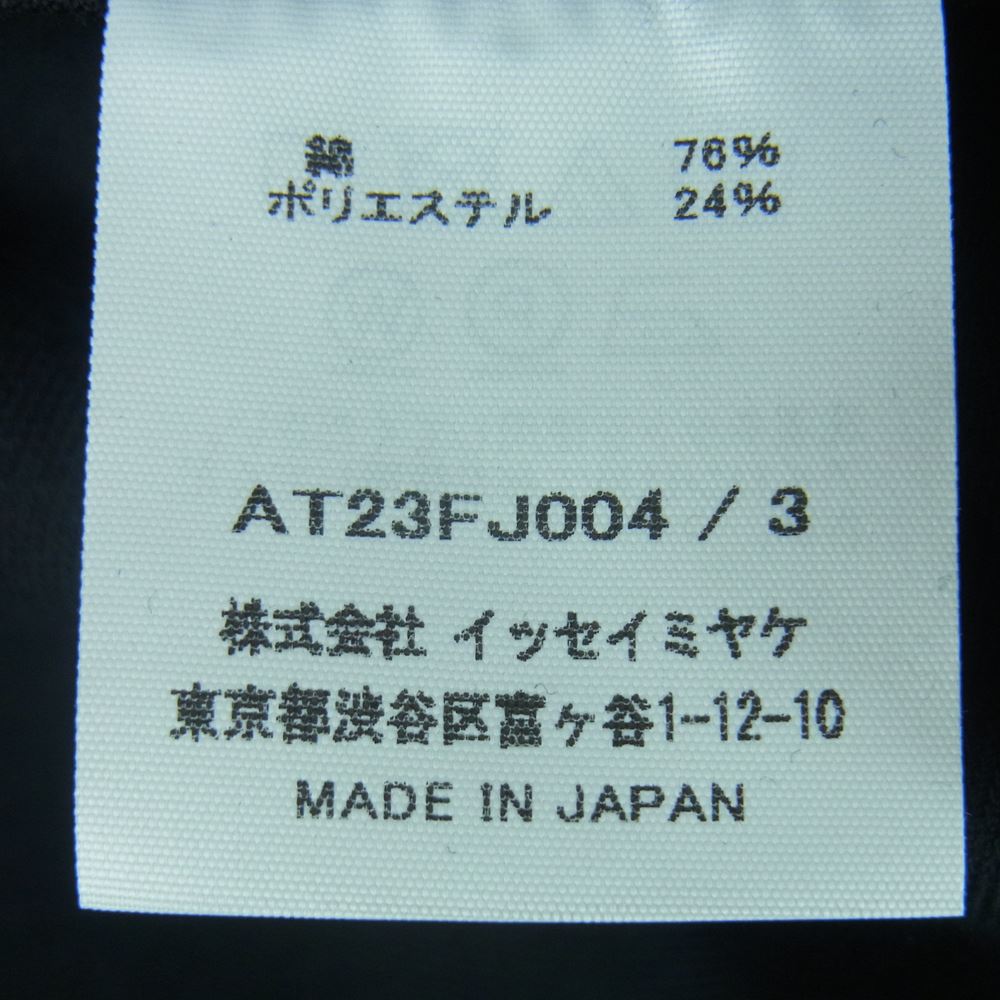 綿 76%
ポリエステル 24%
AT23FJ004 / 3
株式会社 イッセイミヤケ
東京都渋谷区富ヶ谷1-12-10
MADE IN JAPAN